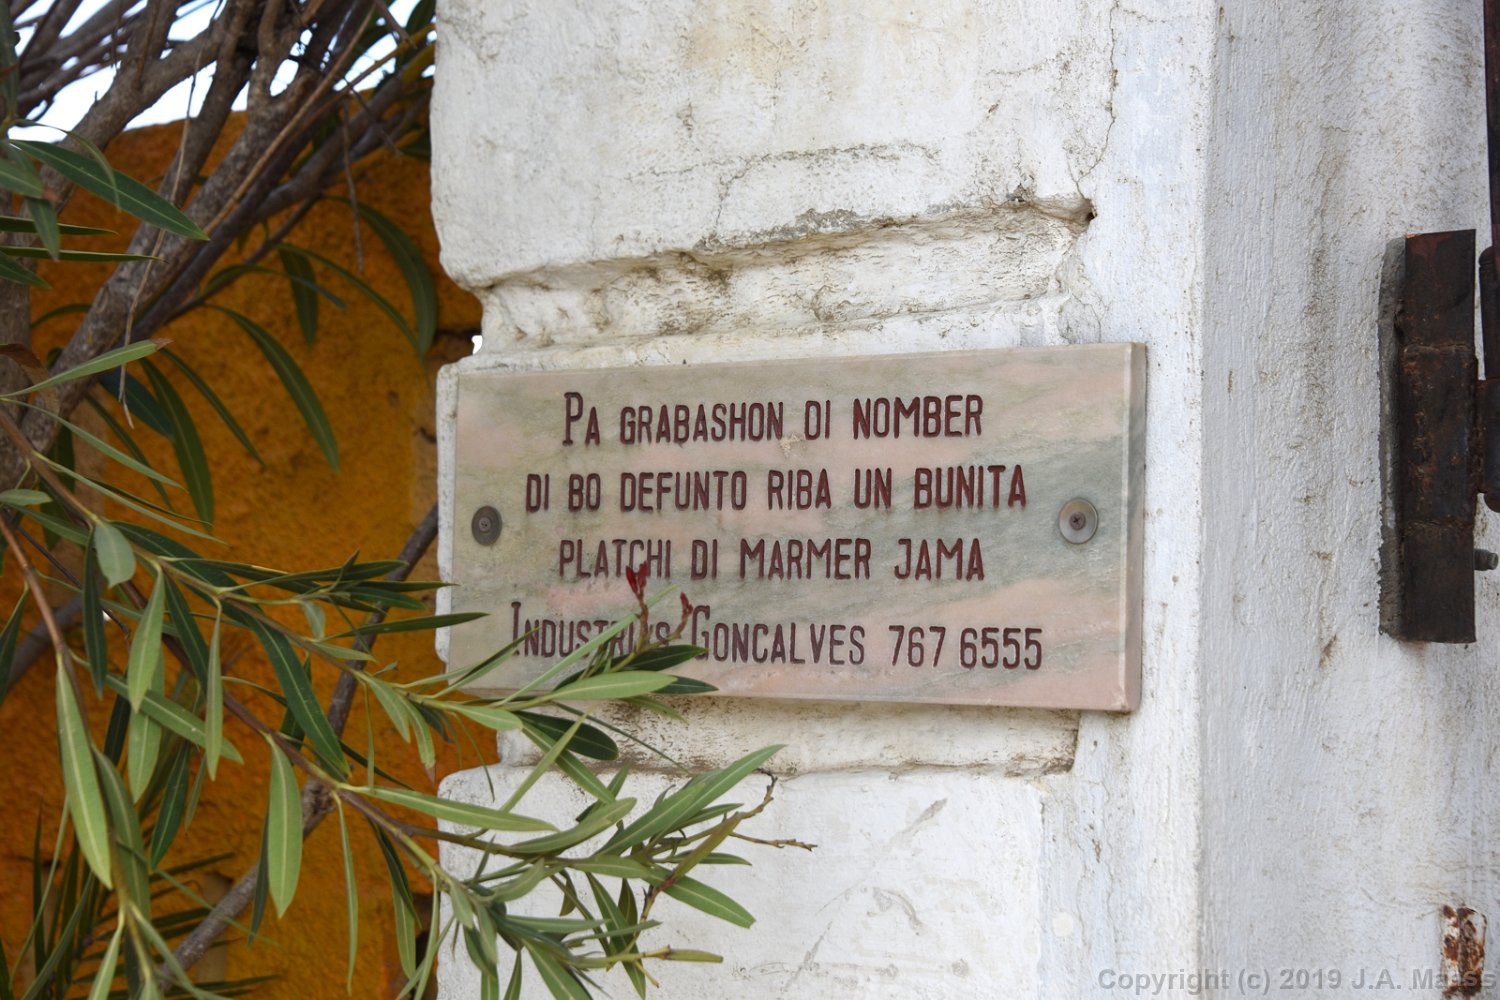 PA GRABASHON DI NOMBER
DI BO DEFUNTO RIBA UN BUNITA
PLATCHI DI MARMER JAMA
GONCALVES 767 6555
Copyright (c) 2019 J.A. Maass